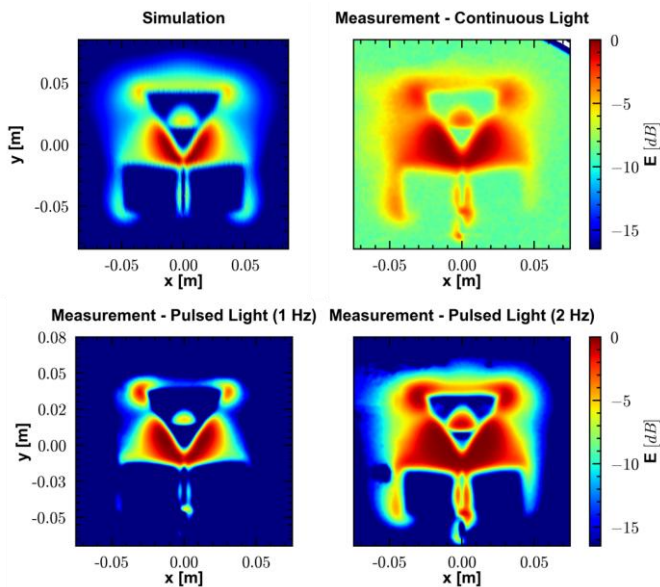 Simulation
Measurement - Continuous Light
0.05
0.00
-0.05
y [m]
-0.05
0.00
0.05
x [m]
-0.05
0.00
0.05
x [m]
0
−5
−10
−15
E [dB]
Measurement - Pulsed Light (1 Hz)
Measurement - Pulsed Light (2 Hz)
0.08
0.05
0.02
0.00
-0.03
-0.05
y [m]
-0.05
0.00
0.05
x [m]
-0.05
0.00
0.05
x [m]
0
−5
−10
−15
E [dB]